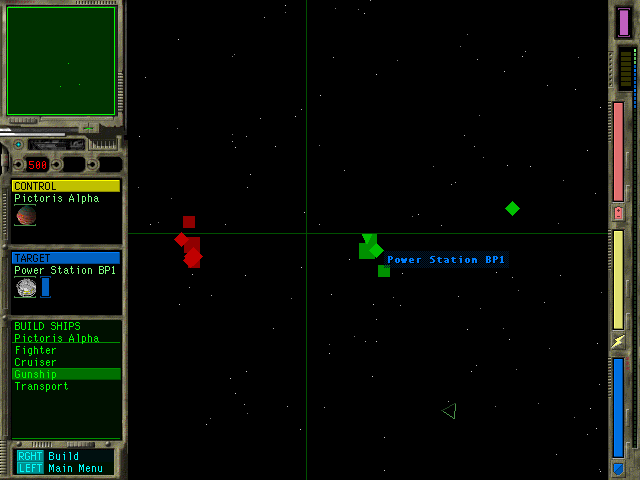 500
CONTROL
Pictoris Alpha
TARGET
Power Station BP1
Power Station BP1
BUILD SHIPS
Pictoris Alpha
Fighter
Cruiser
Gunship
Transport
RGHT Build
LEFT Main Menu